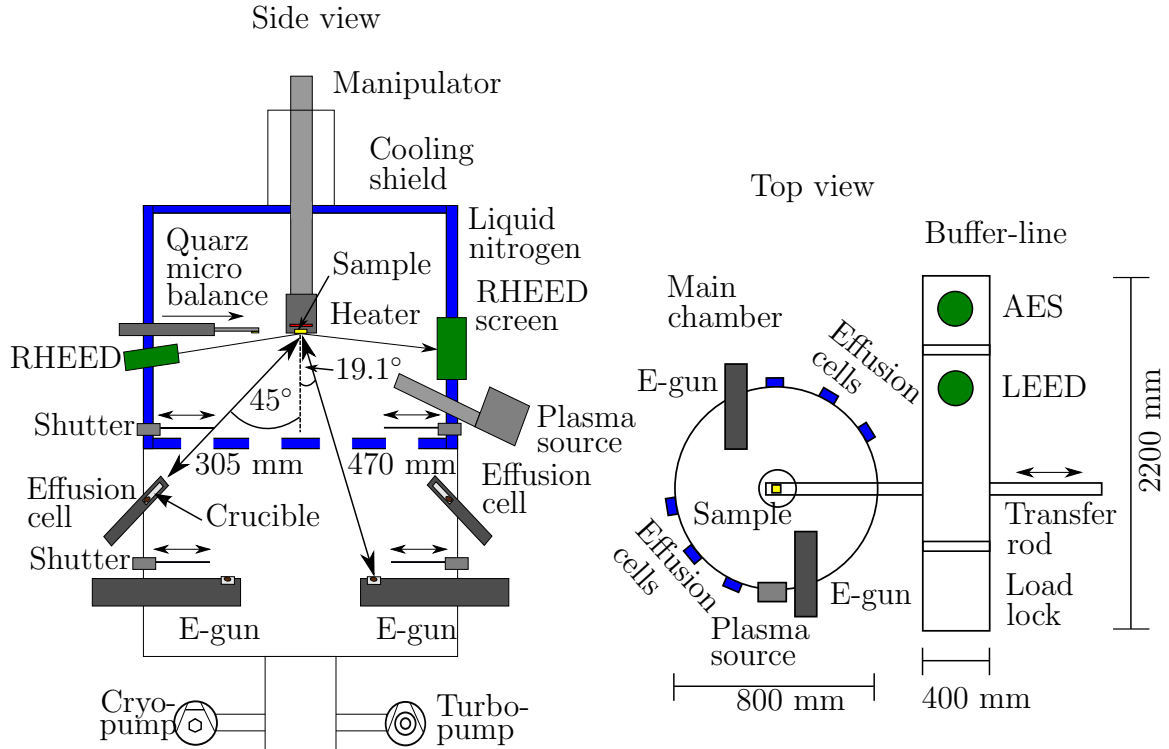 Side view
Manipulator
Cooling
shield
Liquid
nitrogen
Quarz
micro
balance
Sample
Heater
RHEED
screen
RHEED
19.1°
45°
Shutter
Plasma
source
305 mm
470 mm
Effusion
cell
Crucible
Effusion
cell
Shutter
E-gun
E-gun
Cryo-
pump
Turbo-
pump
Top view
Buffer-line
Main
chamber
AES
Effusion
cells
E-gun
LEED
2200 mm
Sample
Transfer
rod
Effusion
cells
E-gun
Load
lock
Plasma
source
800 mm
400 mm